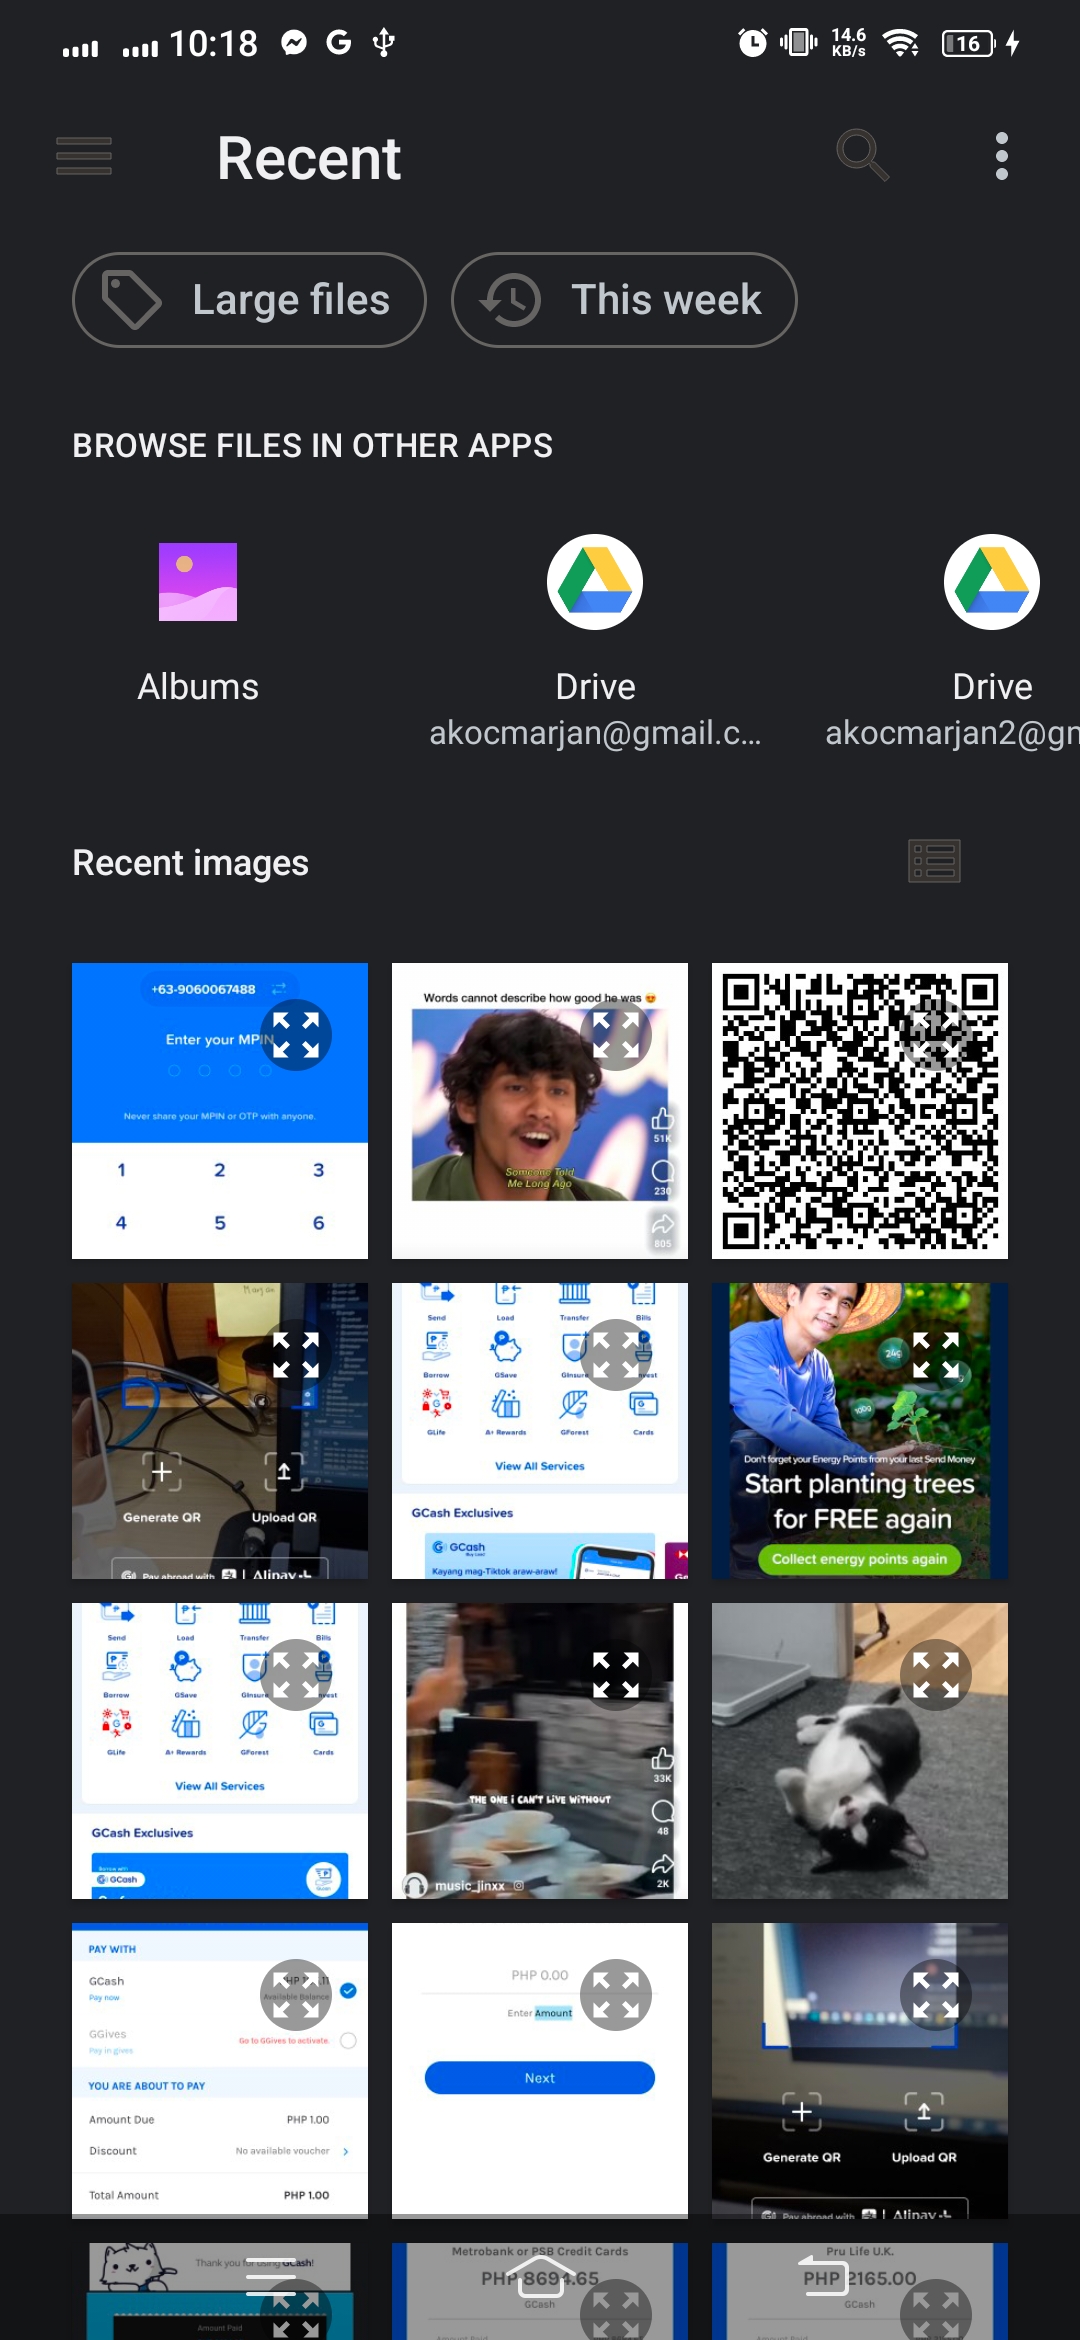 10:18
14.6
KB/s
16
Recent
Large files
This week
BROWSE FILES IN OTHER APPS
Albums
Drive
akocmarjan@gmail.c...
Drive
akocmarjan2@gm
Recent images
+63-9060067488
Enter your MPIN
Never share your MPIN or OTP with anyone.
1 2 3
4 5 6
Words cannot describe how good he was 😍
Someone Told
Me Long Ago
51K
230
805
Generate QR
Upload QR
Pay abroad with | Alipay+
Send Load Transfer Bills
Borrow GSave GInsure
GLife A+ Rewards GForest Cards
View All Services
GCash Exclusives
GCash
Kayang mag-Tiktok araw-araw!
24g
100g
Don't forget your Energy Points from your last Send Money
Start planting trees
for FREE again
Collect energy points again
Send Load Transfer Bills
Borrow GSave GInsure
GLife A+ Rewards GForest Cards
View All Services
GCash Exclusives
Borrow with
GCash
THE ONE i CAN'T LiVE WiTHOUT
33K
48
2K
music_jinxx
PAY WITH
GCash
Pay now
Available Balance
GGives
Pay in gives
Go to GGives to activate.
YOU ARE ABOUT TO PAY
Amount Due PHP 1.00
Discount No available voucher
Total Amount PHP 1.00
PHP 0.00
Enter Amount
Next
Generate QR
Upload QR
Pay abroad with | Alipay+
Thank you for using GCash!
Amount Paid
Metrobank or PSB Credit Cards
PHP 8694.65
GCash
Amount Paid
Pru Life U.K.
PHP 2165.00
GCash